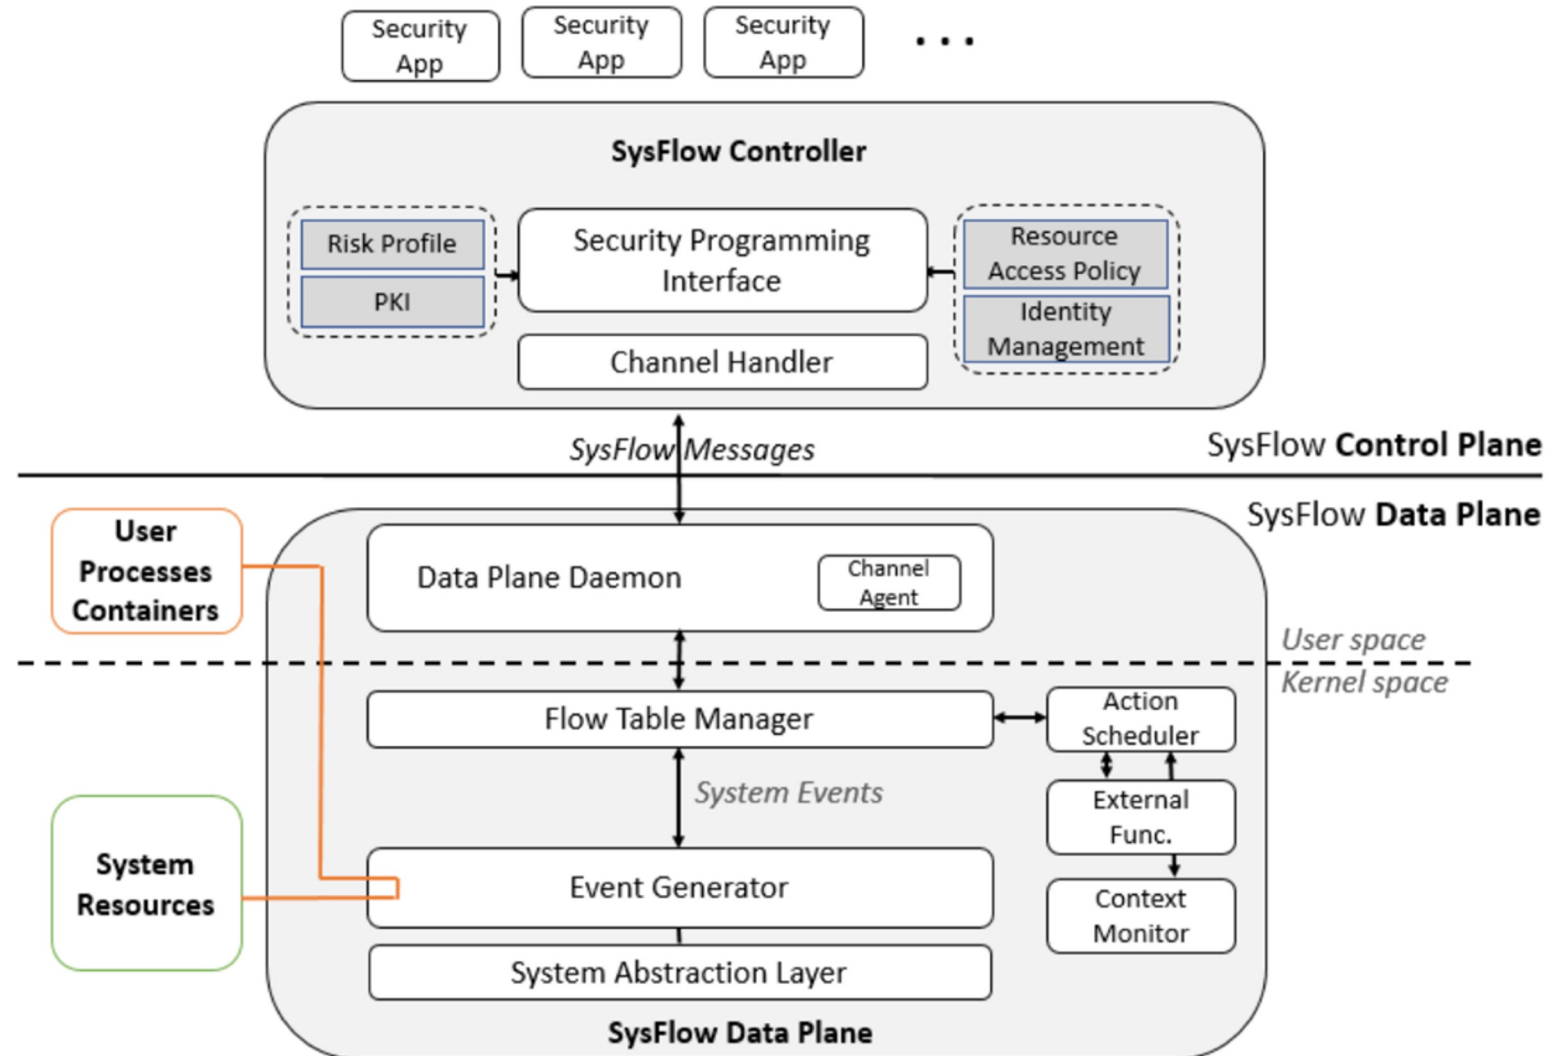 Security
App
Security
App
Security
App
...
SysFlow Controller
Risk Profile
PKI
Security Programming
Interface
Resource
Access Policy
Identity
Management
Channel Handler
SysFlow Messages
SysFlow Control Plane
SysFlow Data Plane
User
Processes
Containers
Data Plane Daemon
Channel
Agent
User space
Kernel space
Flow Table Manager
Action
Scheduler
System Events
External
Func.
System
Resources
Event Generator
Context
Monitor
System Abstraction Layer
SysFlow Data Plane